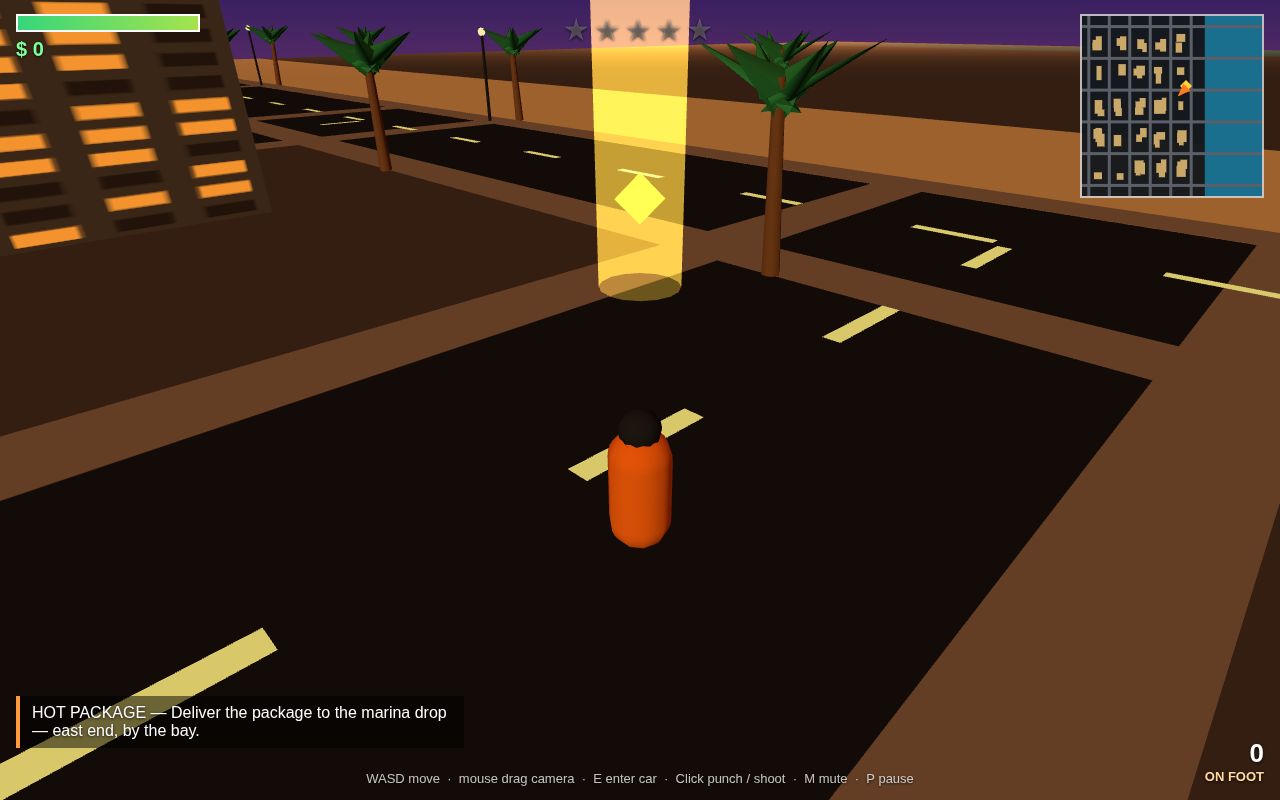 $ 0
HOT PACKAGE — Deliver the package to the marina drop
— east end, by the bay.
0
ON FOOT
WASD move · mouse drag camera · E enter car · Click punch / shoot · M mute · P pause